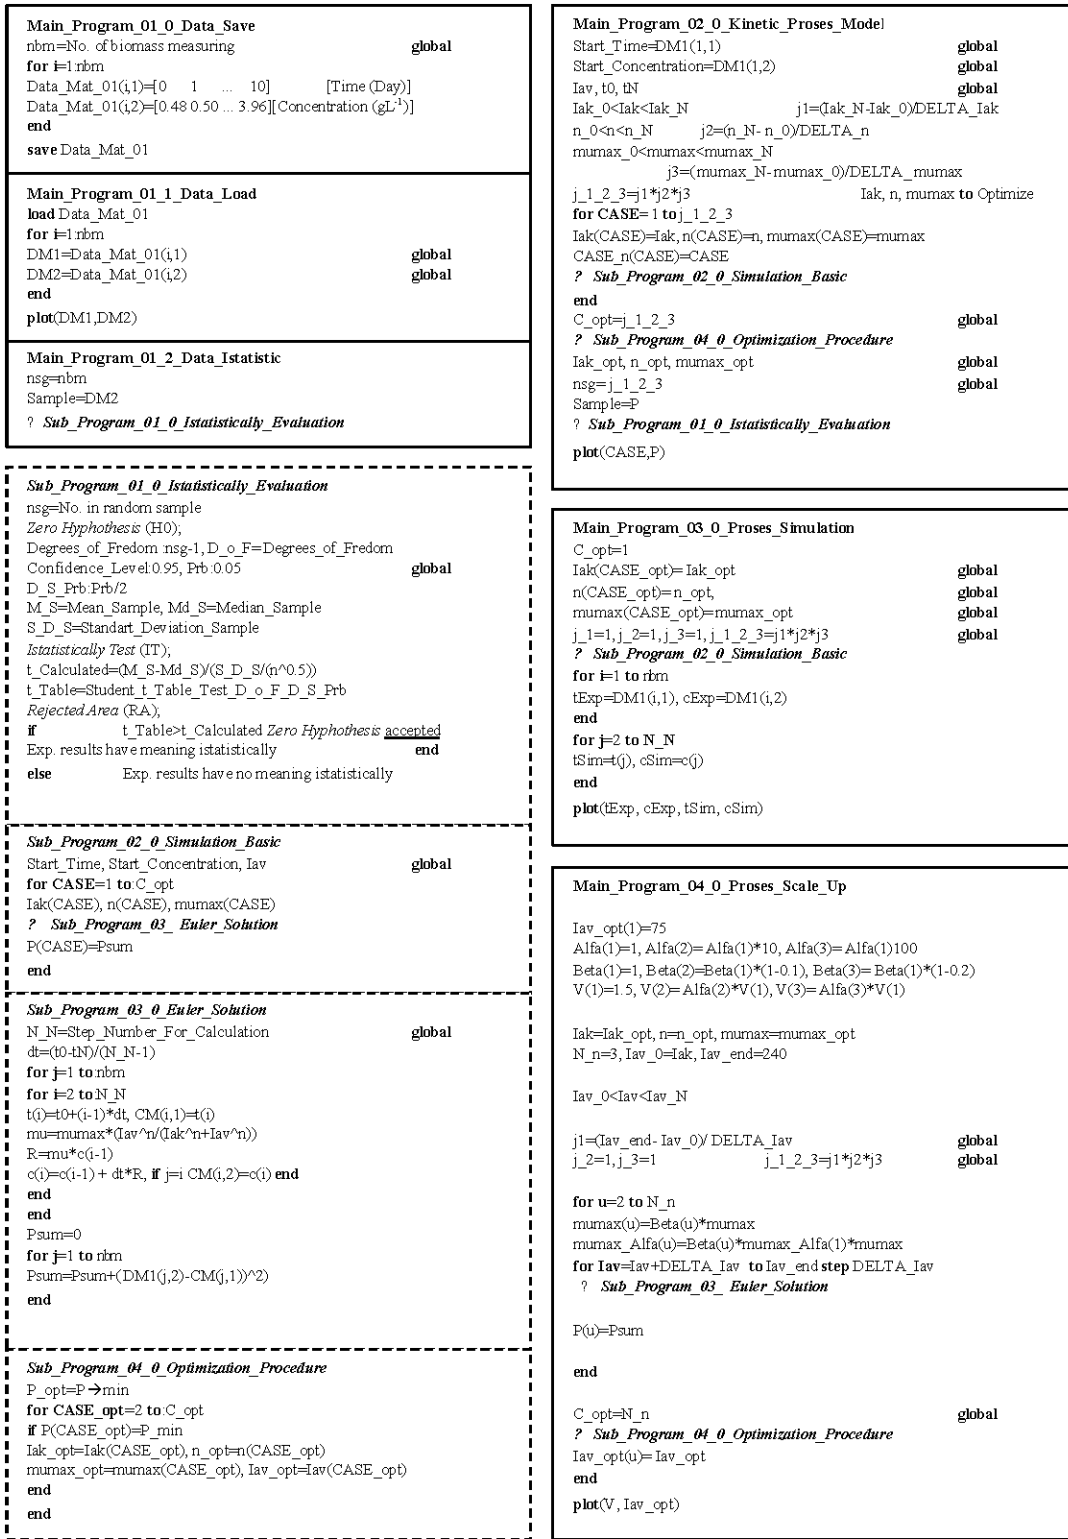 Main_Program_01_0_Data_Save
nbm=No. of biomass measuring global
for i=1:nbm
Data_Mat_01(i,1)=[0 1 ... 10] [Time (Day)]
Data_Mat_01(i,2)=[0.48 0.50 ... 3.96][Concentration (gL-1)]
end
save Data_Mat_01
Main_Program_01_1_Data_Load
load Data_Mat_01
for i=1:nbm
DM1=Data_Mat_01(i,1) global
DM2=Data_Mat_01(i,2) global
end
plot(DM1,DM2)
Main_Program_01_2_Data_Istatistic
nsg=nbm
Sample=DM2
? Sub_Program_01_0_Istatistically_Evaluation
Sub_Program_01_0_Istatistically_Evaluation
nsg=No. in random sample
Zero Hyphothesis (H0);
Degrees_of_Fredom :nsg-1, D_o_F=Degrees_of_Fredom
Confidence_Level:0.95, Prb:0.05 global
D_S_Prb:Prb/2
M_S=Mean_Sample, Md_S=Median_Sample
S_D_S=Standart_Deviation_Sample
Istatistically Test (IT);
t_Calculated=(M_S-Md_S)/(S_D_S/(n^0.5))
t_Table=Student_t_Table_Test_D_o_F_D_S_Prb
Rejected Area (RA);
if t_Table>t_Calculated Zero Hyphothesis accepted
Exp. results have meaning istatistically end
else Exp. results have no meaning istatistically
Sub_Program_02_0_Simulation_Basic
Start_Time, Start_Concentration, Iav global
for CASE=1 to:C_opt
Iak(CASE), n(CASE), mumax(CASE)
? Sub_Program_03_ Euler_Solution
P(CASE)=Psum
end
Sub_Program_03_0_Euler_Solution
N_N=Step_Number_For_Calculation global
dt=(t0-tN)/(N_N-1)
for j=1 to:nbm
for i=2 to:N_N
t(i)=t0+(i-1)*dt, CM(i,1)=t(i)
mu=mumax*(Iav^n/(Iak^n+Iav^n))
R=mu*c(i-1)
c(i)=c(i-1) + dt*R, if j=i CM(i,2)=c(i) end
end
end
Psum=0
for j=1 to nbm
Psum=Psum+(DM1(j,2)-CM(j,1))^2)
end
Sub_Program_04_0_Optimization_Procedure
P_opt=P→min
for CASE_opt=2 to:C_opt
if P(CASE_opt)=P_min
Iak_opt=Iak(CASE_opt), n_opt=n(CASE_opt)
mumax_opt=mumax(CASE_opt), Iav_opt=Iav(CASE_opt)
end
end
Main_Program_02_0_Kinetic_Proses_Model
Start_Time=DM1(1,1) global
Start_Concentration=DM1(1,2) global
Iav, t0, tN global
Iak_0<Iak<Iak_N j1=(Iak_N-Iak_0)/DELTA_Iak
n_0<n<n_N j2=(n_N- n_0)/DELTA_n
mumax_0<mumax<mumax_N
j3=(mumax_N-mumax_0)/DELTA_mumax
j_1_2_3=j1*j2*j3 Iak, n, mumax to Optimize
for CASE= 1 to j_1_2_3
Iak(CASE)=Iak, n(CASE)=n, mumax(CASE)=mumax
CASE_n(CASE)=CASE
? Sub_Program_02_0_Simulation_Basic
end
C_opt=j_1_2_3 global
? Sub_Program_04_0_Optimization_Procedure
Iak_opt, n_opt, mumax_opt global
nsg=j_1_2_3 global
Sample=P
? Sub_Program_01_0_Istatistically_Evaluation
plot(CASE,P)
Main_Program_03_0_Proses_Simulation
C_opt=1
Iak(CASE_opt)= Iak_opt global
n(CASE_opt)=n_opt, global
mumax(CASE_opt)=mumax_opt global
j_1=1, j_2=1, j_3=1, j_1_2_3=j1*j2*j3 global
? Sub_Program_02_0_Simulation_Basic
for i=1 to nbm
tExp=DM1(i,1), cExp=DM1(i,2)
end
for j=2 to N_N
tSim=t(j), cSim=c(j)
end
plot(tExp, cExp, tSim, cSim)
Main_Program_04_0_Proses_Scale_Up
Iav_opt(1)=75
Alfa(1)=1, Alfa(2)= Alfa(1)*10, Alfa(3)= Alfa(1)100
Beta(1)=1, Beta(2)=Beta(1)*(1-0.1), Beta(3)= Beta(1)*(1-0.2)
V(1)=1.5, V(2)= Alfa(2)*V(1), V(3)= Alfa(3)*V(1)
Iak=Iak_opt, n=n_opt, mumax=mumax_opt
N_n=3, Iav_0=Iak, Iav_end=240
Iav_0<Iav<Iav_N
j1=(Iav_end- Iav_0)/ DELTA_Iav global
j_2=1, j_3=1 j_1_2_3=j1*j2*j3 global
for u=2 to N_n
mumax(u)=Beta(u)*mumax
mumax_Alfa(u)=Beta(u)*mumax_Alfa(1)*mumax
for Iav=Iav+DELTA_Iav to Iav_end step DELTA_Iav
? Sub_Program_03_ Euler_Solution
P(u)=Psum
end
C_opt=N_n global
? Sub_Program_04_0_Optimization_Procedure
Iav_opt(u)= Iav_opt
end
plot(V, Iav_opt)